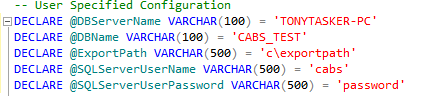 -- User Specified Configuration
DECLARE @DBServerName VARCHAR(100) = 'TONYTASKER-PC'
DECLARE @DBName VARCHAR(100) = 'CABS_TEST'
DECLARE @ExportPath VARCHAR(500) = 'c\exportpath'
DECLARE @SQLServerUserName VARCHAR(500) = 'cabs'
DECLARE @SQLServerUserPassword VARCHAR(500) = 'password'